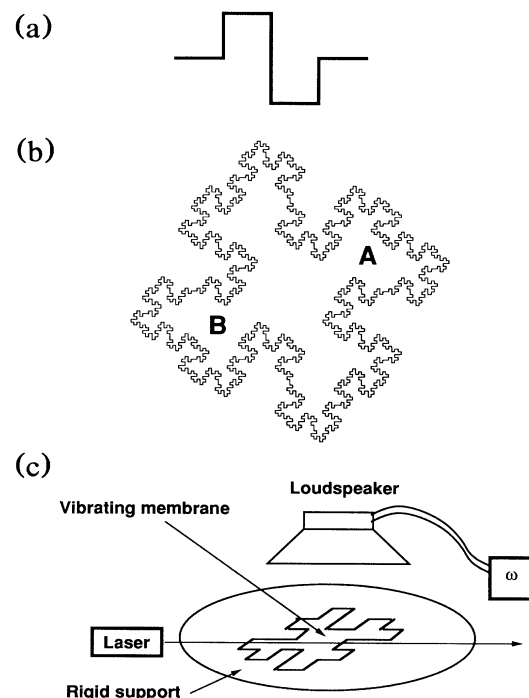 (a)
(b)
A
B
(c)
Loudspeaker
Vibrating membrane
ω
Laser
Rigid support